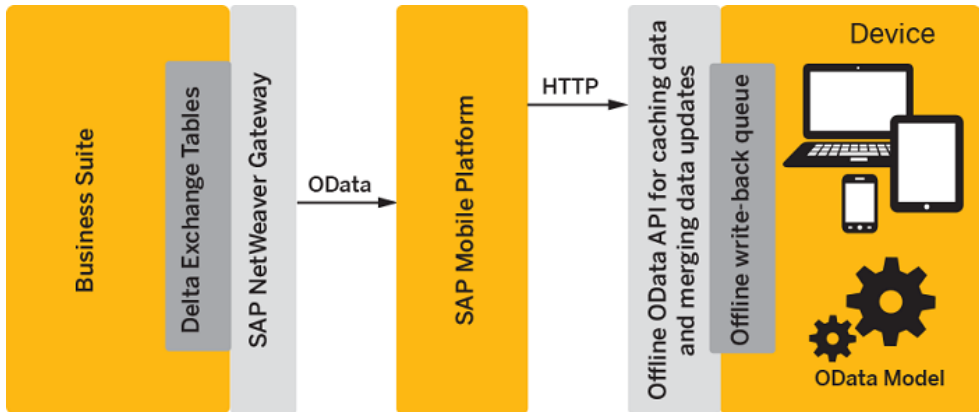 Business Suite
Delta Exchange Tables
SAP NetWeaver Gateway
OData
SAP Mobile Platform
HTTP
Offline OData API for caching data
and merging data updates
Offline write-back queue
Device
OData Model